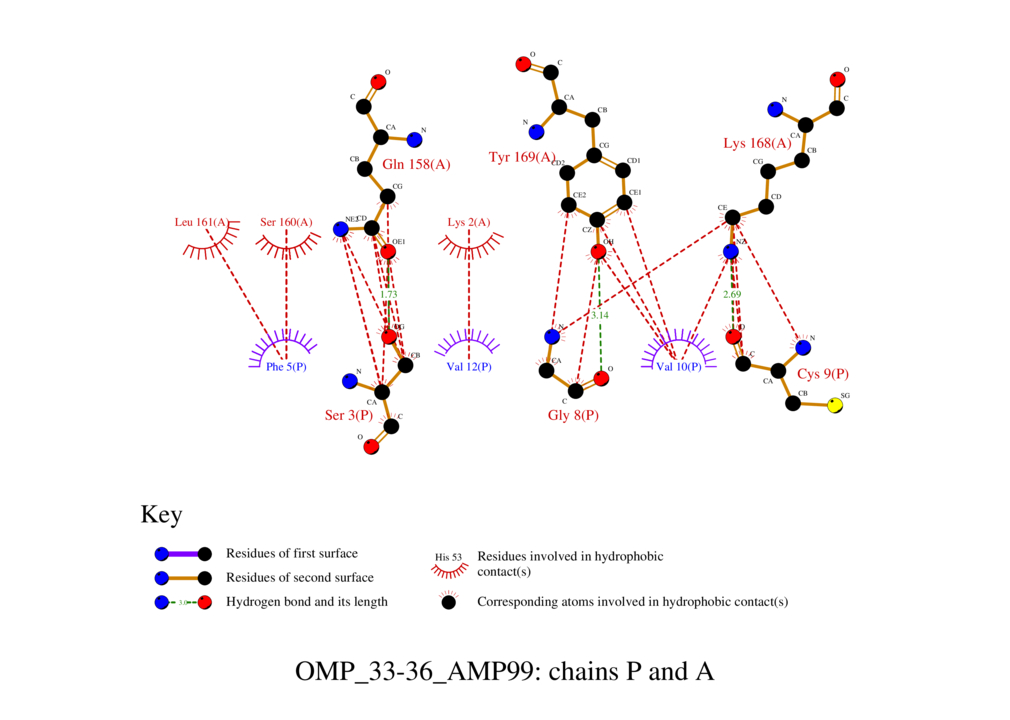 O
C
CA
N
CB
Gln 158(A)
CG
NE2
CD
OE1
1.73
CB
N
CA
Ser 3(P)
C
O
Leu 161(A)
Ser 160(A)
Phe 5(P)
Lys 2(A)
Val 12(P)
O
C
CA
CB
N
CG
Tyr 169(A)
CD2
CD1
CE2
CE1
CZ
OH
3.14
N
CA
O
C
Gly 8(P)
Val 10(P)
O
C
N
CA
Lys 168(A)
CB
CG
CD
CE
NZ
2.69
O
C
N
CA
Cys 9(P)
CB
SG
Key
Residues of first surface
Residues of second surface
3.0
Hydrogen bond and its length
His 53
Residues involved in hydrophobic
contact(s)
Corresponding atoms involved in hydrophobic contact(s)
OMP_33-36_AMP99: chains P and A